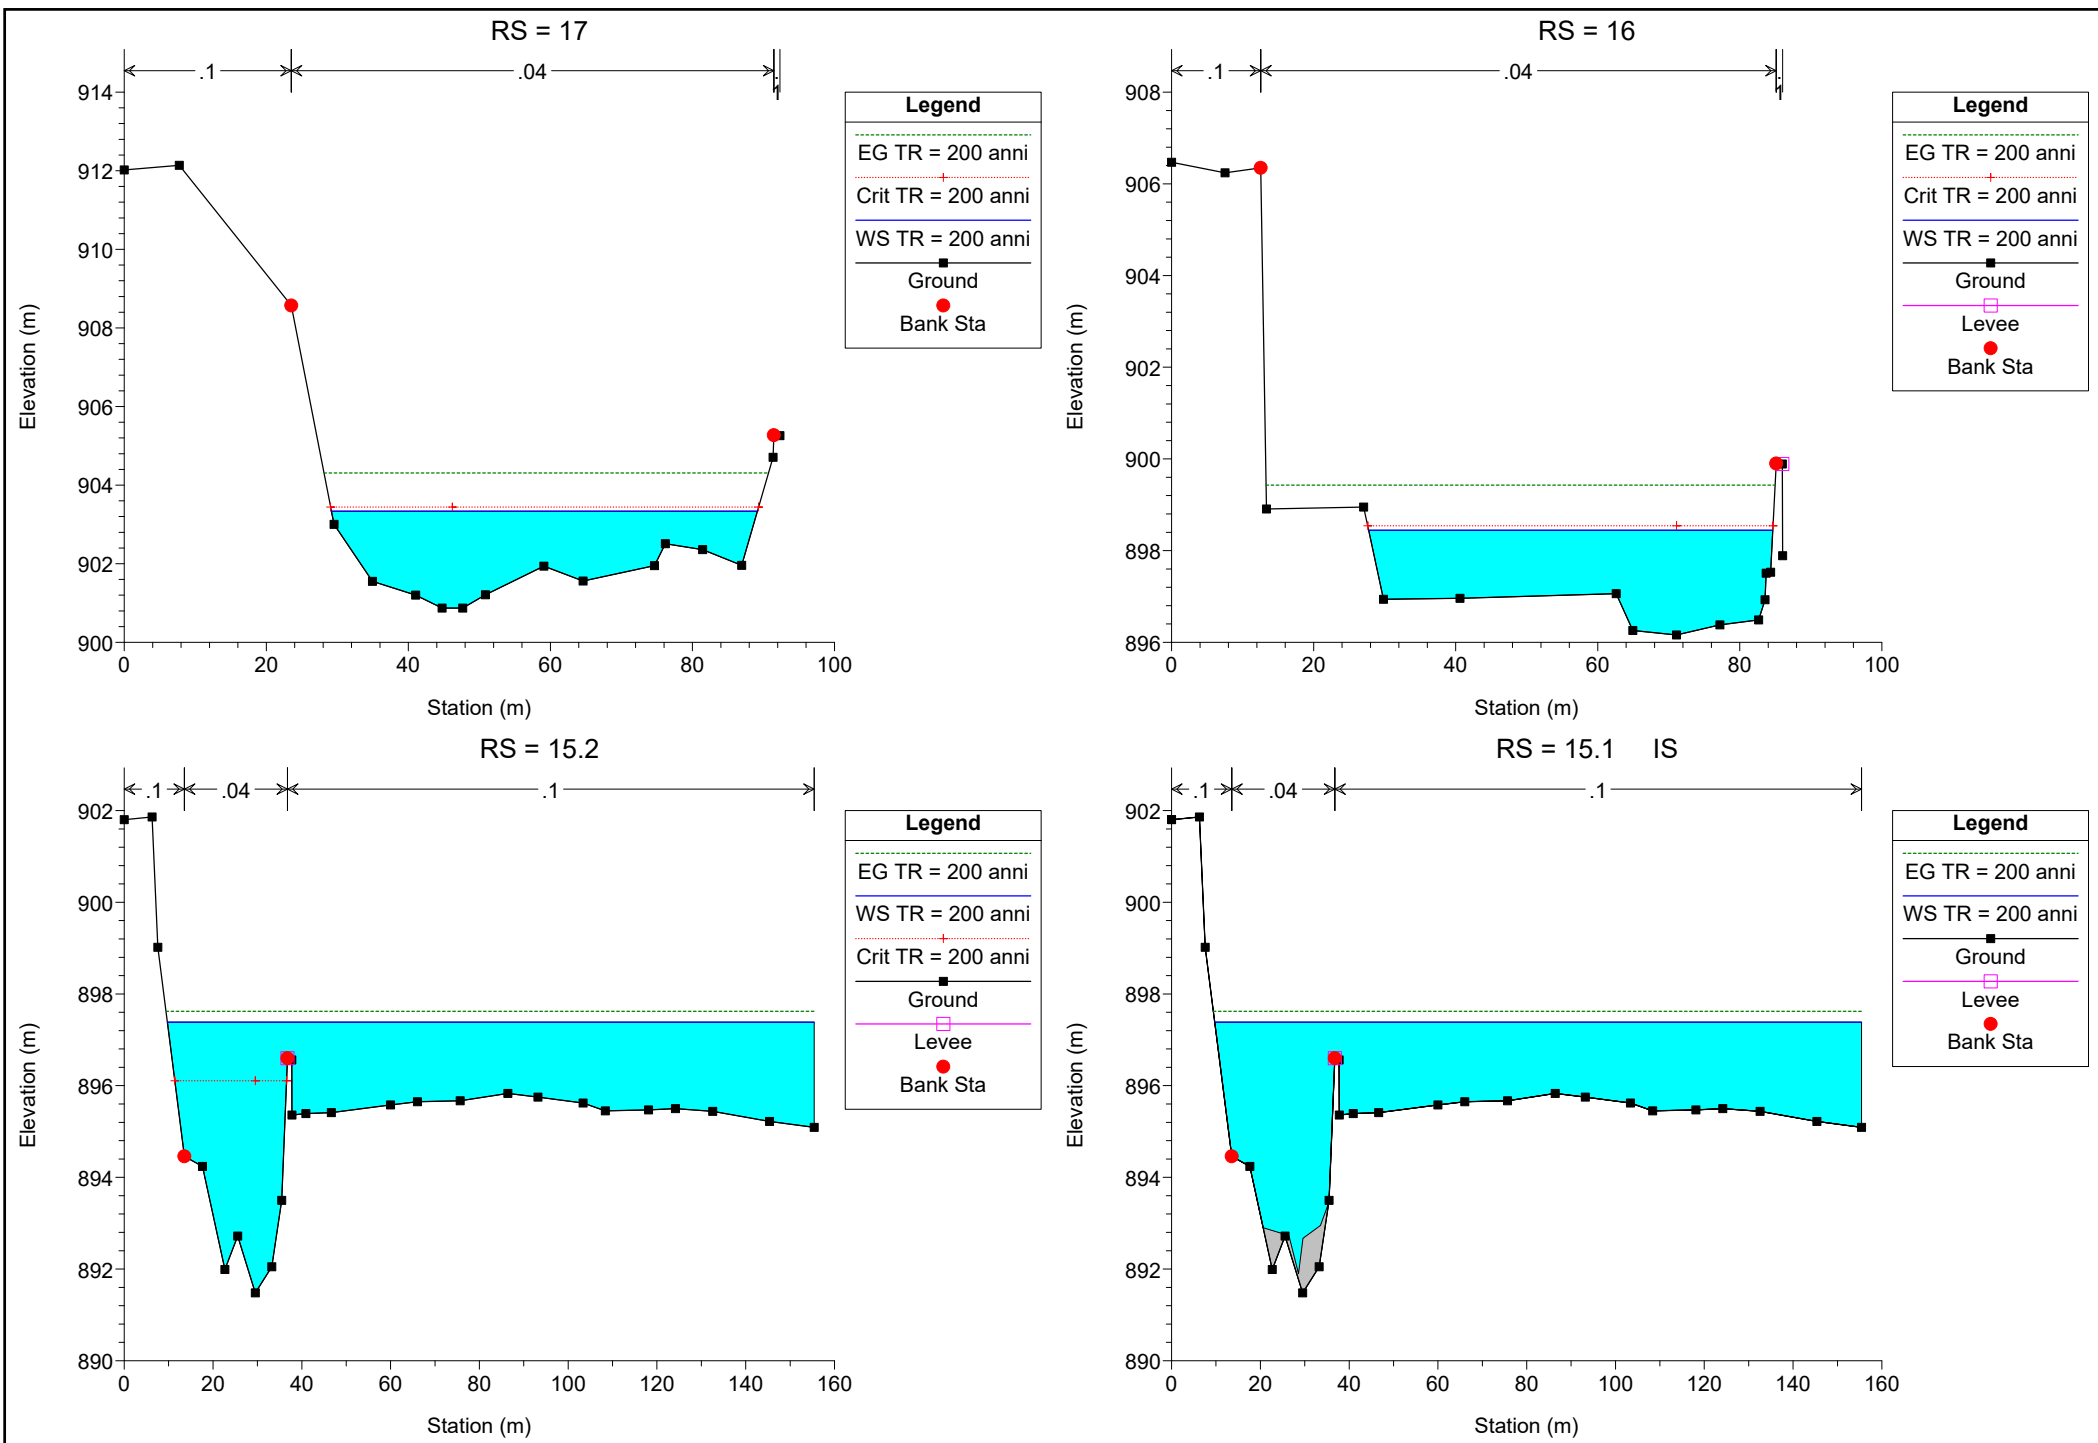 RS = 17
.1
.04
.1
914
912
910
908
906
904
902
900
0
20
40
60
80
100
Elevation (m)
Station (m)
Legend
EG TR = 200 anni
Crit TR = 200 anni
WS TR = 200 anni
Ground
Bank Sta
RS = 16
.1
.04
.1
908
906
904
902
900
898
896
0
20
40
60
80
100
Elevation (m)
Station (m)
Legend
EG TR = 200 anni
Crit TR = 200 anni
WS TR = 200 anni
Ground
Levee
Bank Sta
RS = 15.2
.1
.04
.1
902
900
898
896
894
892
890
0
20
40
60
80
100
120
140
160
Elevation (m)
Station (m)
Legend
EG TR = 200 anni
WS TR = 200 anni
Crit TR = 200 anni
Ground
Levee
Bank Sta
RS = 15.1 IS
.1
.04
.1
902
900
898
896
894
892
890
0
20
40
60
80
100
120
140
160
Elevation (m)
Station (m)
Legend
EG TR = 200 anni
WS TR = 200 anni
Ground
Levee
Bank Sta